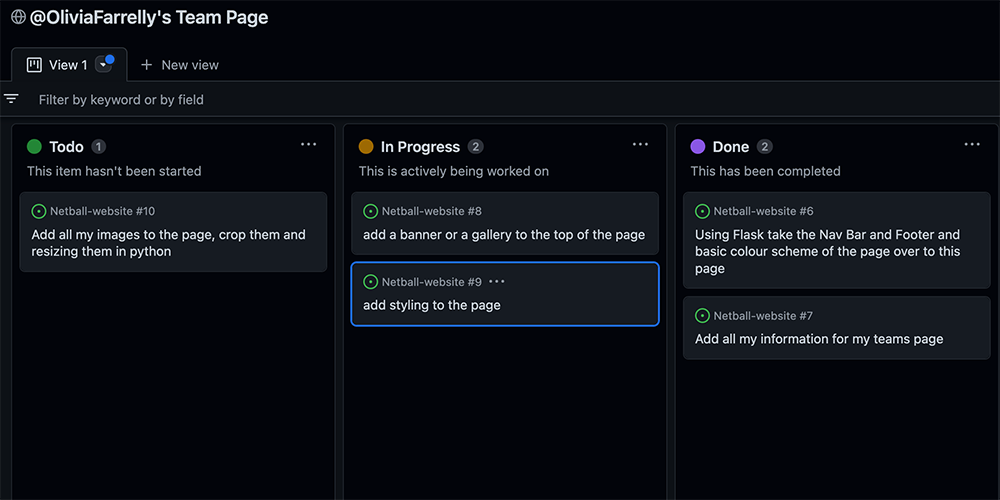 @OliviaFarrelly's Team Page
View 1
New view
Filter by keyword or by field
Todo 1
This item hasn't been started
Netball-website #10
Add all my images to the page, crop them and
resizing them in python
In Progress 2
This is actively being worked on
Netball-website #8
add a banner or a gallery to the top of the page
Netball-website #9
add styling to the page
Done 2
This has been completed
Netball-website #6
Using Flask take the Nav Bar and Footer and
basic colour scheme of the page over to this
page
Netball-website #7
Add all my information for my teams page